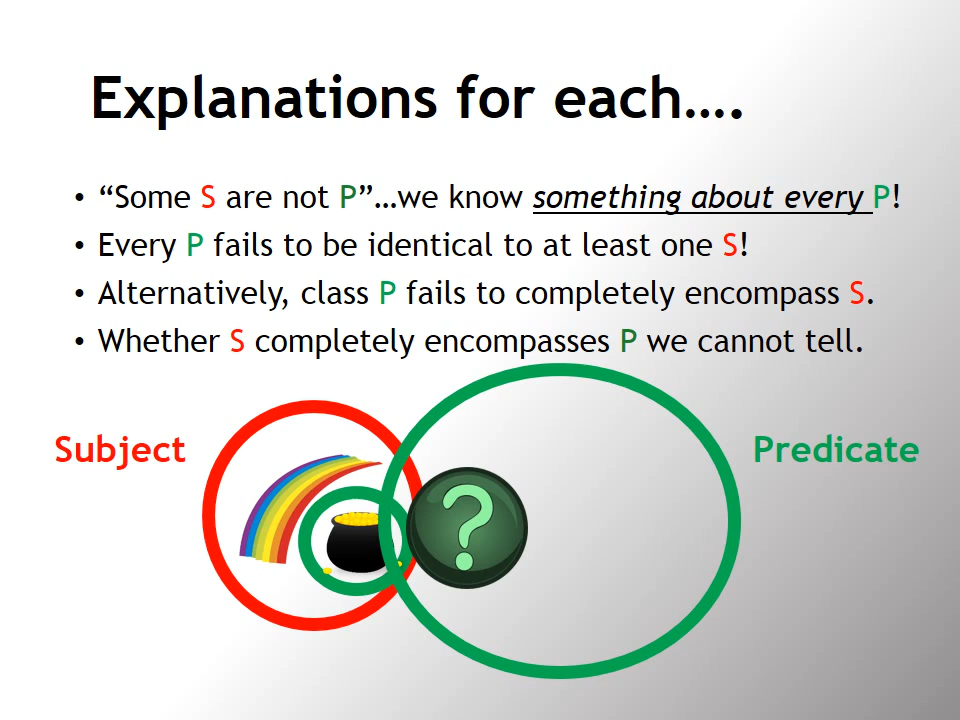 Explanations for each….
• “Some S are not P”…we know something about every P!
• Every P fails to be identical to at least one S!
• Alternatively, class P fails to completely encompass S.
• Whether S completely encompasses P we cannot tell.
Subject
Predicate
?